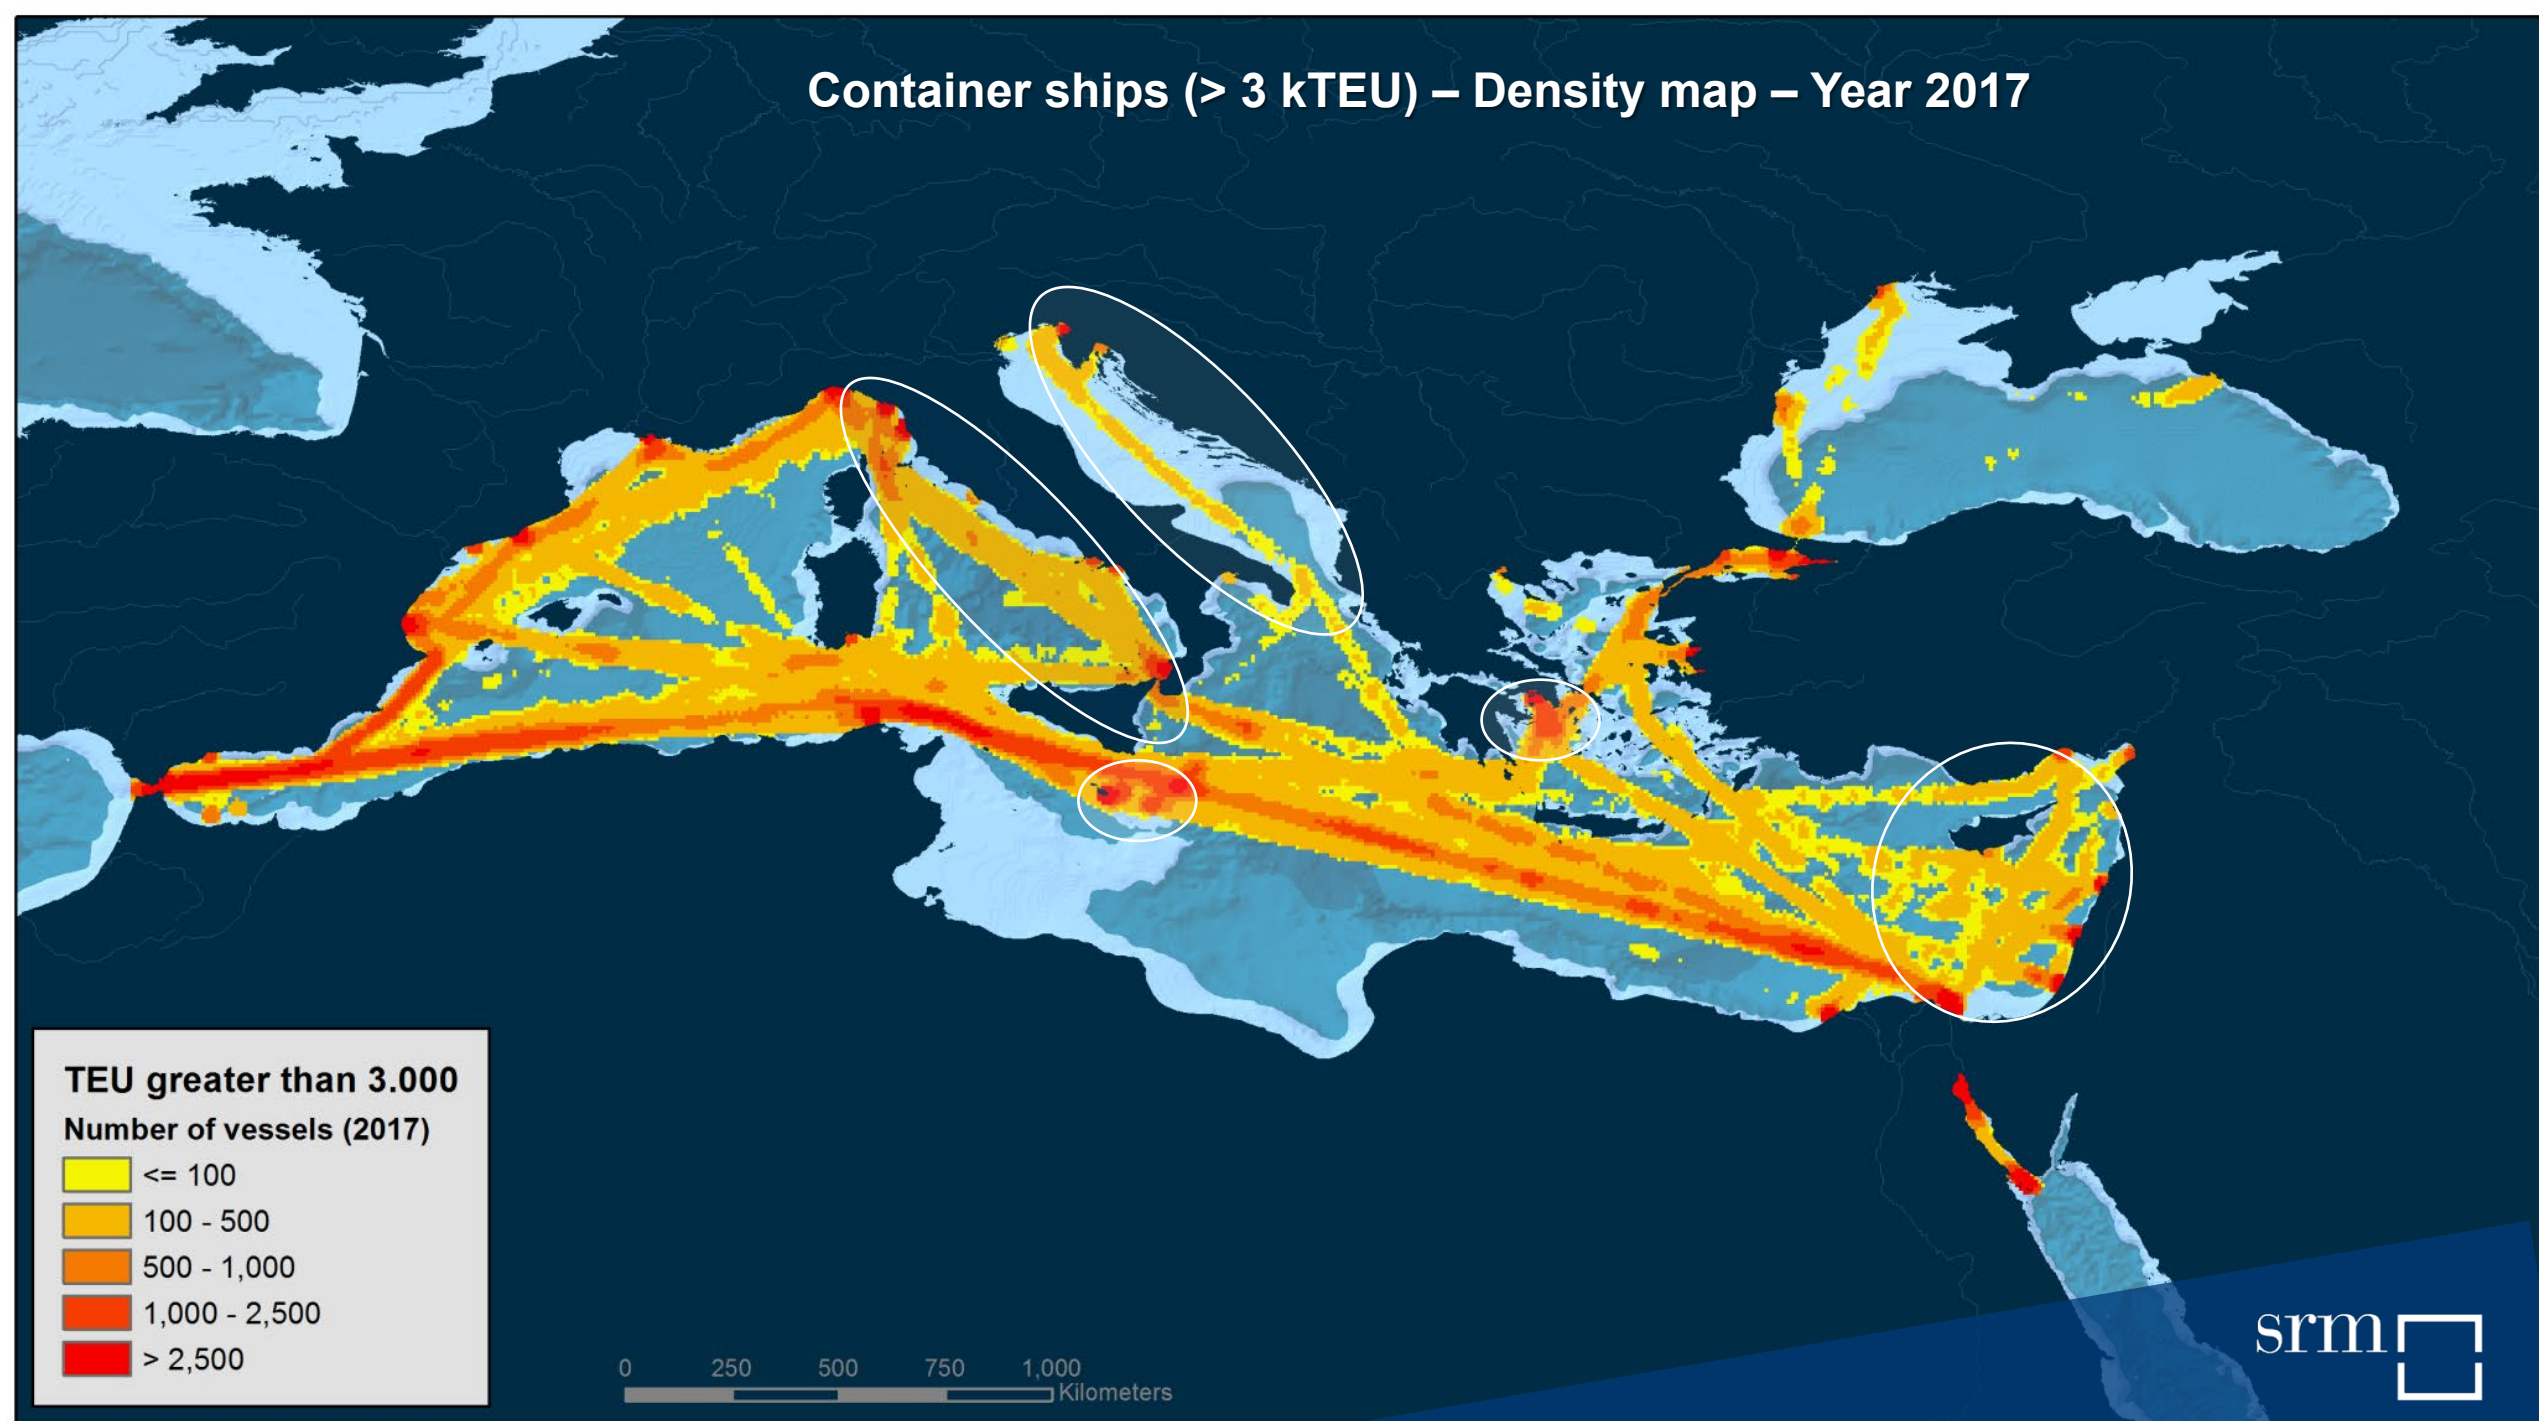 Container ships (> 3 kTEU) – Density map – Year 2017
TEU greater than 3.000
Number of vessels (2017)
<= 100
100 - 500
500 - 1,000
1,000 - 2,500
> 2,500
0 250 500 750 1,000
Kilometers
srm